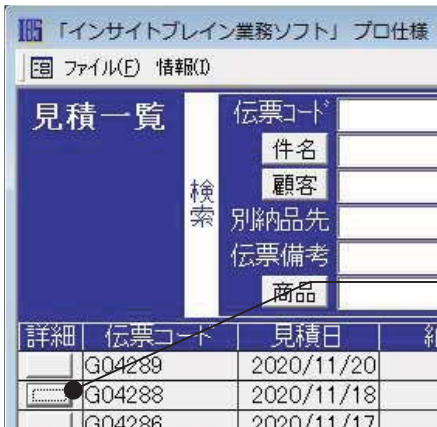 IBS 「インサイトブレイン業務ソフト」 プロ仕様
ファイル(F) 情報(I)
見積一覧
検索
伝票コード
件名
顧客
別納品先
伝票備考
商品
詳細 伝票コード 見積日
G04289 2020/11/20
G04288 2020/11/18
G04286 2020/11/17